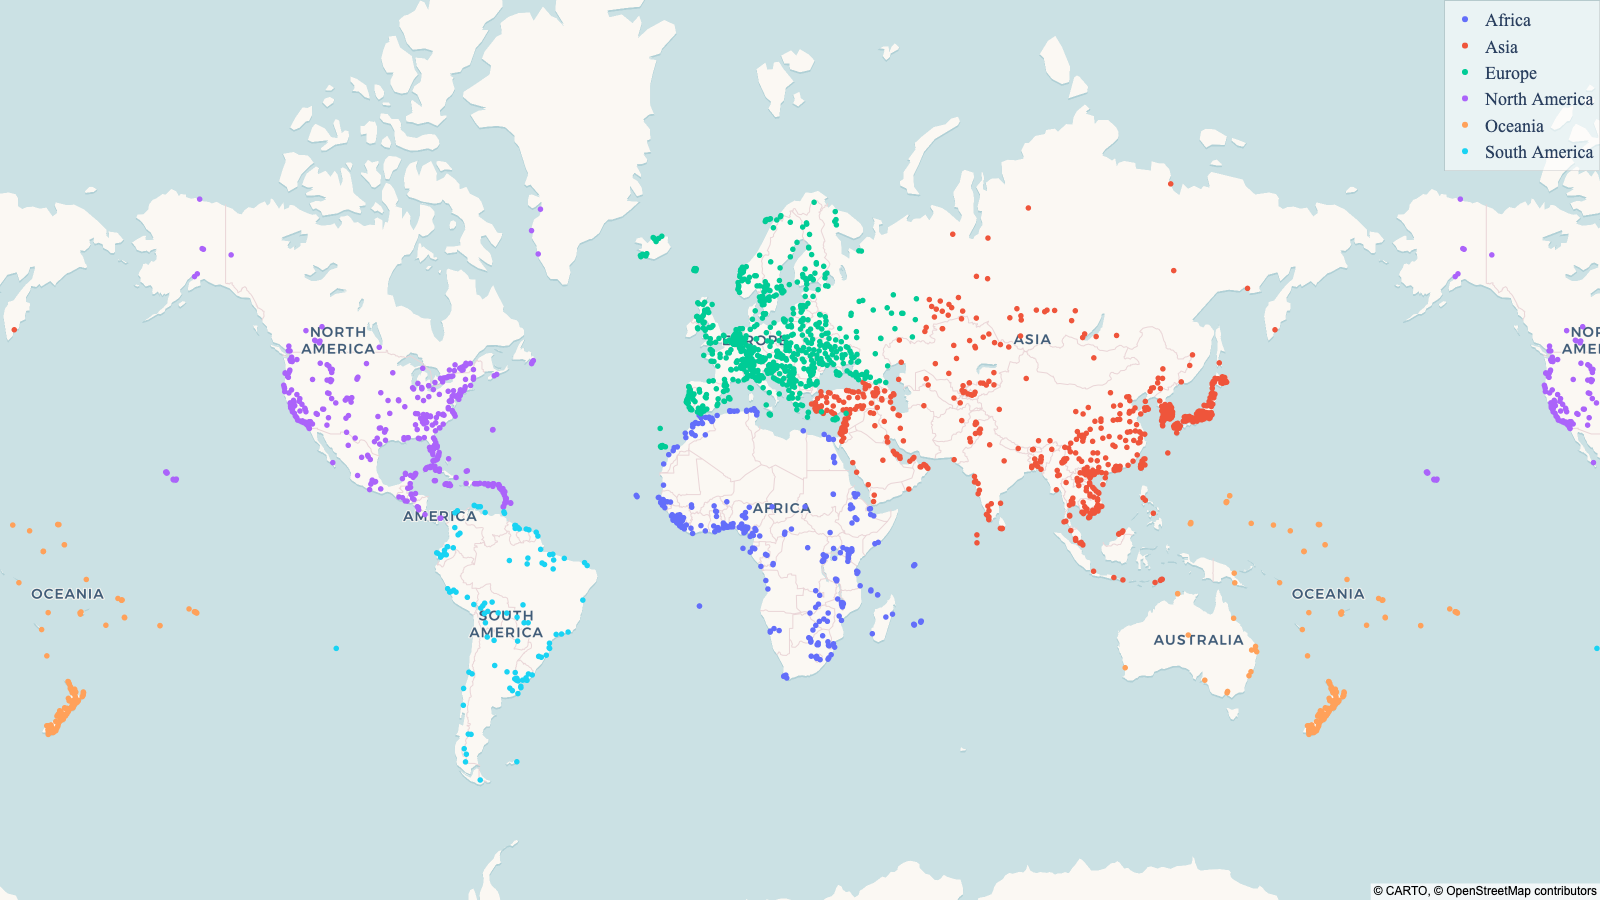 Africa
Asia
Europe
North America
Oceania
South America
NORTH
AMERICA
EUROPE
ASIA
NOR
AME
AMERICA
AFRICA
OCEANIA
OCEANIA
SOUTH
AMERICA
AUSTRALIA
© CARTO, © OpenStreetMap contributors